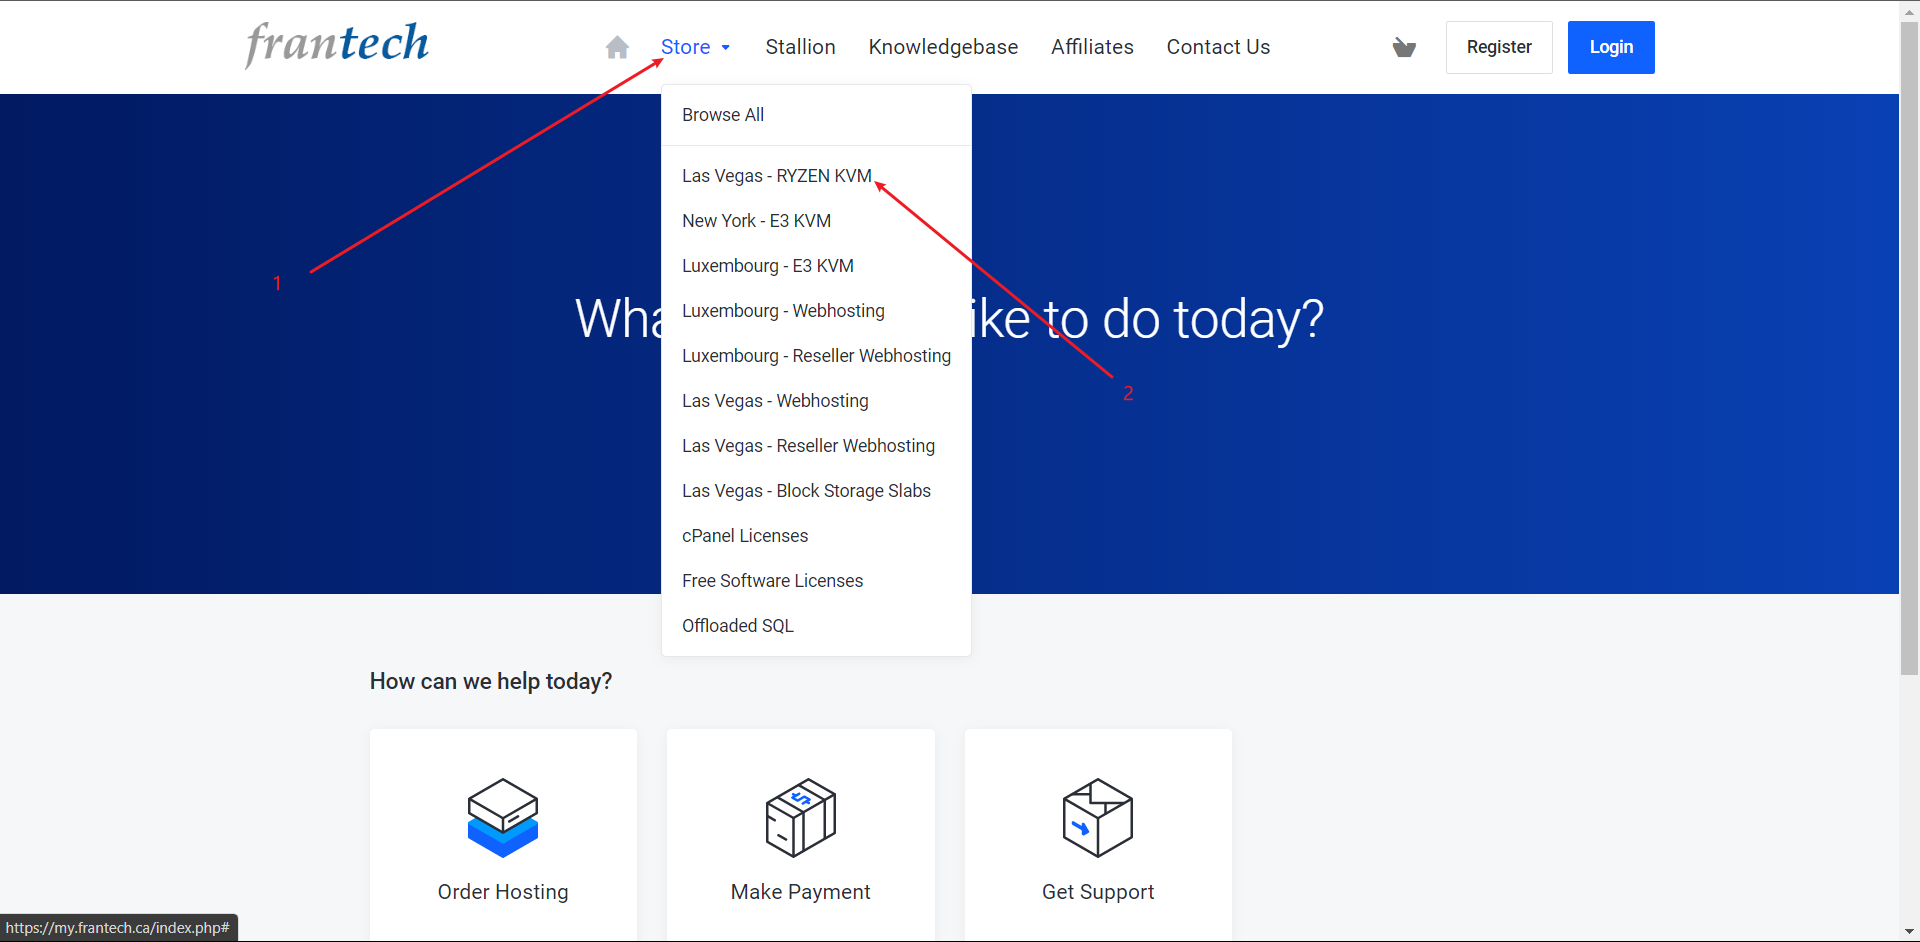 frantech
Store
Stallion
Knowledgebase
Affiliates
Contact Us
Register
Login
Browse All
Las Vegas - RYZEN KVM
New York - E3 KVM
Luxembourg - E3 KVM
Luxembourg - Webhosting
Luxembourg - Reseller Webhosting
Las Vegas - Webhosting
Las Vegas - Reseller Webhosting
Las Vegas - Block Storage Slabs
cPanel Licenses
Free Software Licenses
Offloaded SQL
1
2
to do today?
How can we help today?
Order Hosting
Make Payment
Get Support
https://my.frantech.ca/index.php#